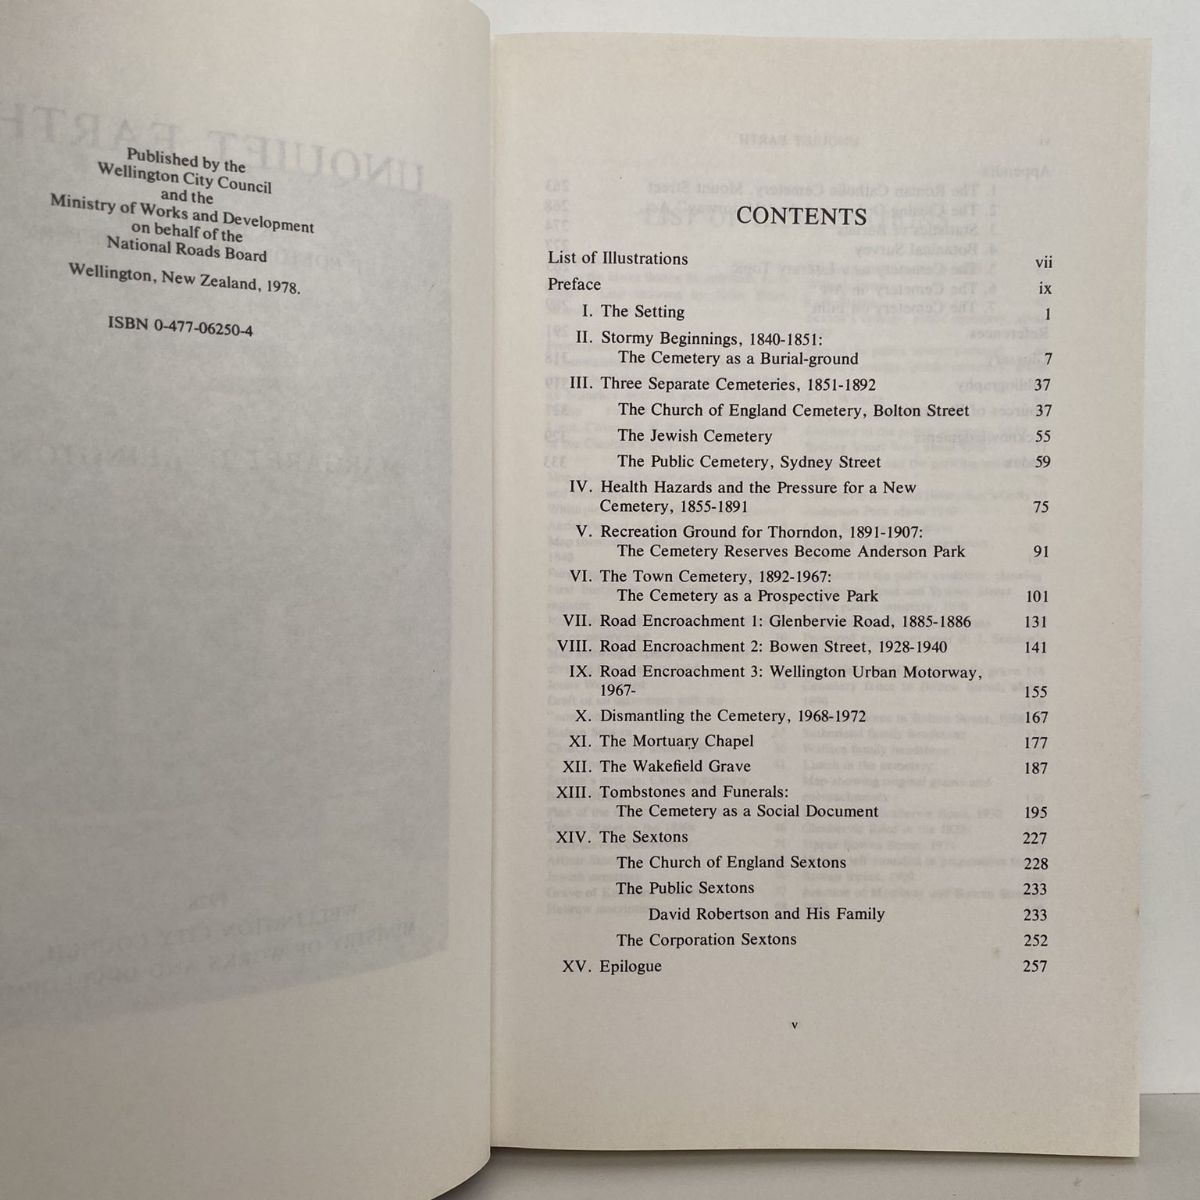 Published by the
Wellington City Council
and the
Ministry of Works and Development
on behalf of the
National Roads Board
Wellington, New Zealand, 1978.
ISBN 0-477-06250-4
CONTENTS
List of Illustrations vii
Preface ix
I. The Setting 1
II. Stormy Beginnings, 1840-1851:
The Cemetery as a Burial-ground 7
III. Three Separate Cemeteries, 1851-1892 37
The Church of England Cemetery, Bolton Street 37
The Jewish Cemetery 55
The Public Cemetery, Sydney Street 59
IV. Health Hazards and the Pressure for a New
Cemetery, 1855-1891 75
V. Recreation Ground for Thorndon, 1891-1907:
The Cemetery Reserves Become Anderson Park 91
VI. The Town Cemetery, 1892-1967:
The Cemetery as a Prospective Park 101
VII. Road Encroachment 1: Glenbervie Road, 1885-1886 131
VIII. Road Encroachment 2: Bowen Street, 1928-1940 141
IX. Road Encroachment 3: Wellington Urban Motorway,
1967- 155
X. Dismantling the Cemetery, 1968-1972 167
XI. The Mortuary Chapel 177
XII. The Wakefield Grave 187
XIII. Tombstones and Funerals:
The Cemetery as a Social Document 195
XIV. The Sextons 227
The Church of England Sextons 228
The Public Sextons 233
David Robertson and His Family 233
The Corporation Sextons 252
XV. Epilogue 257
v